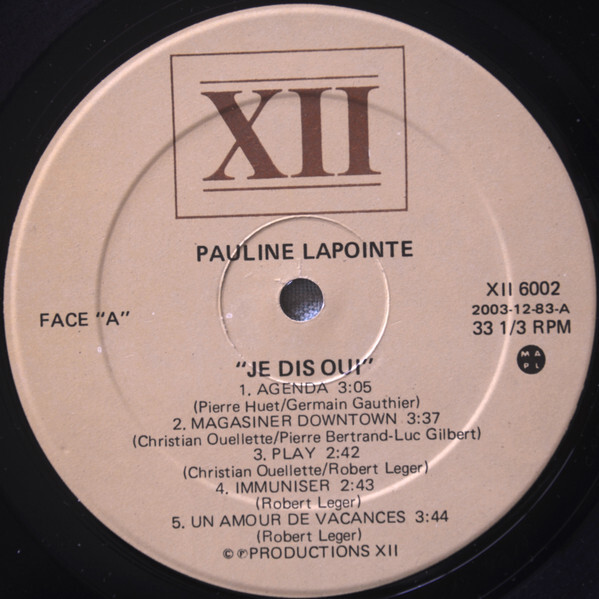 XII
PAULINE LAPOINTE
FACE "A"
XII 6002
2003-12-83-A
33 1/3 RPM
M A
P L
"JE DIS OUI"
1. AGENDA 3:05
(Pierre Huet/Germain Gauthier)
2. MAGASINER DOWNTOWN 3:37
(Christian Ouellette/Pierre Bertrand-Luc Gilbert)
3. PLAY 2:42
(Christian Ouellette/Robert Leger)
4. IMMUNISER 2:43
(Robert Leger)
5. UN AMOUR DE VACANCES 3:44
(Robert Leger)
© ℗ PRODUCTIONS XII